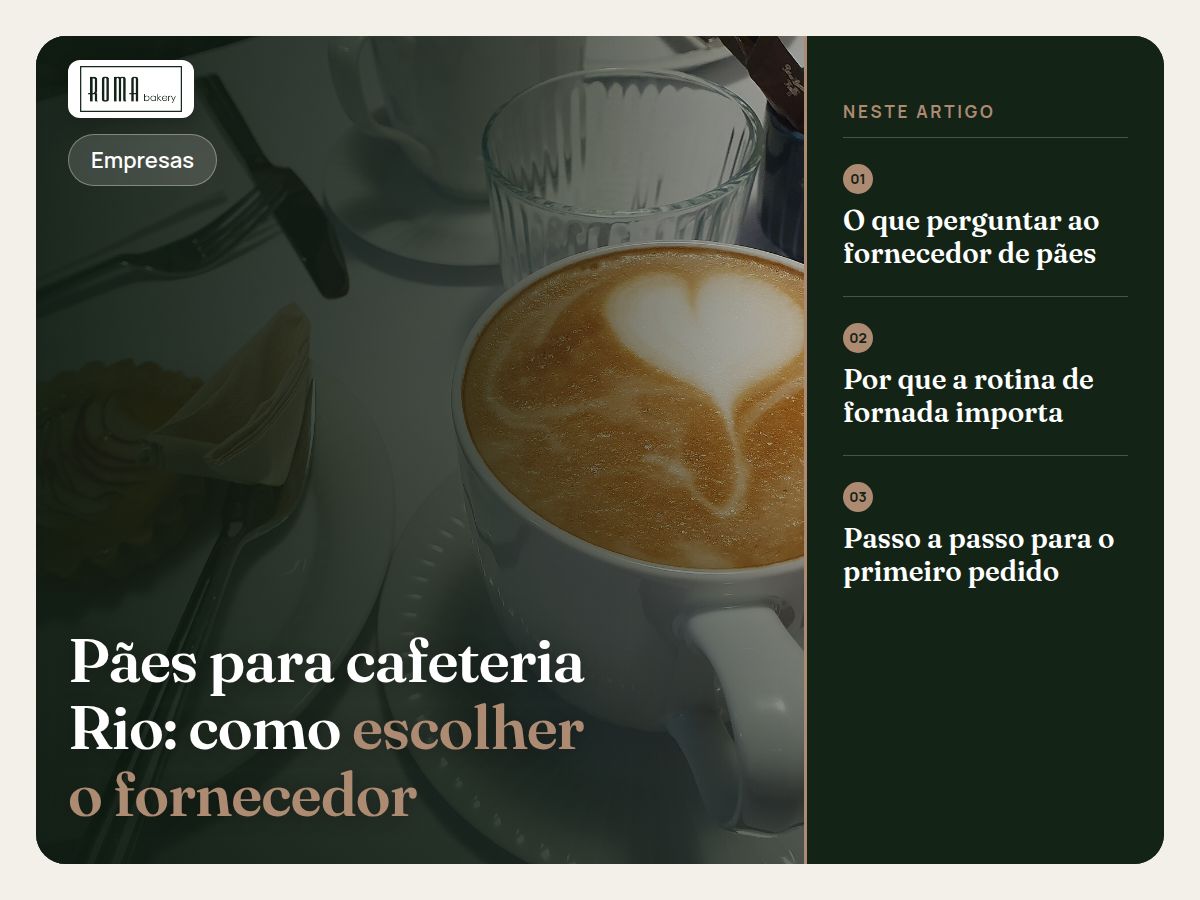 ROMA bakery
Empresas
Pães para cafeteria
Rio: como escolher
o fornecedor
NESTE ARTIGO
01
O que perguntar ao
fornecedor de pães
02
Por que a rotina de
fornada importa
03
Passo a passo para o
primeiro pedido